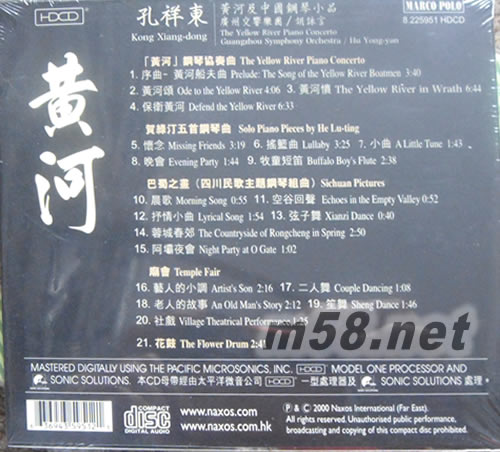 HDCD
孔祥東
Kong Xiang-dong
黃河及中國鋼琴小品
廣州交響樂團/胡詠言
The Yellow River Piano Concerto
Guangzhou Symphony Orchestra / Hu Yong-yan
MARCO POLO
8.225951 HDCD
黃河
「黃河」鋼琴協奏曲 The Yellow River Piano Concerto
1. 序曲- 黃河船夫曲 Prelude: The Song of the Yellow River Boatmen 3:40
2. 黃河頌 Ode to the Yellow River 4:06 3. 黃河憤 The Yellow River in Wrath 6:44
4. 保衛黃河 Defend the Yellow River 6:33
賀綠汀五首鋼琴曲 Solo Piano Pieces by He Lu-ting
5. 懷念 Missing Friends 3:19 6. 搖籃曲 Lullaby 3:25 7. 小曲 A Little Tune 1:43
8. 晚會 Evening Party 1:44 9. 牧童短笛 Buffalo Boy's Flute 2:38
巴蜀之畫(四川民歌主題鋼琴組曲) Sichuan Pictures
10. 晨歌 Morning Song 0:55 11. 空谷回聲 Echoes in the Empty Valley 0:52
12. 抒情小曲 Lyrical Song 1:54 13. 弦子舞 Xianzi Dance 0:40
14. 蓉城春郊 The Countryside of Rongcheng in Spring 2:50
15. 阿壩夜會 Night Party at O Gate 1:02
廟會 Temple Fair
16. 藝人的小調 Artist's Son 2:16 17. 二人舞 Couple Dancing 1:08
18. 老人的故事 An Old Man's Story 2:12 19. 笙舞 Sheng Dance 1:46
20. 社戲 Village Theatrical Performance 1:25
21. 花鼓 The Flower Drum 2:4
m58.net
MASTERED DIGITALLY USING THE PACIFIC MICROSONICS, INC. HDCD MODEL ONE PROCESSOR AND
SONIC SOLUTIONS. 本CD母帶經由太平洋微音公司 HDCD 一型處理器及 SONIC SOLUTIONS 處理。
COMPACT
disc
DIGITAL AUDIO
www.naxos.com
www.naxos.com.hk
℗ & © 2000 Naxos International (Far East).
All rights reserved. Unauthorised public performance,
broadcasting and copying of this compact disc prohibited.